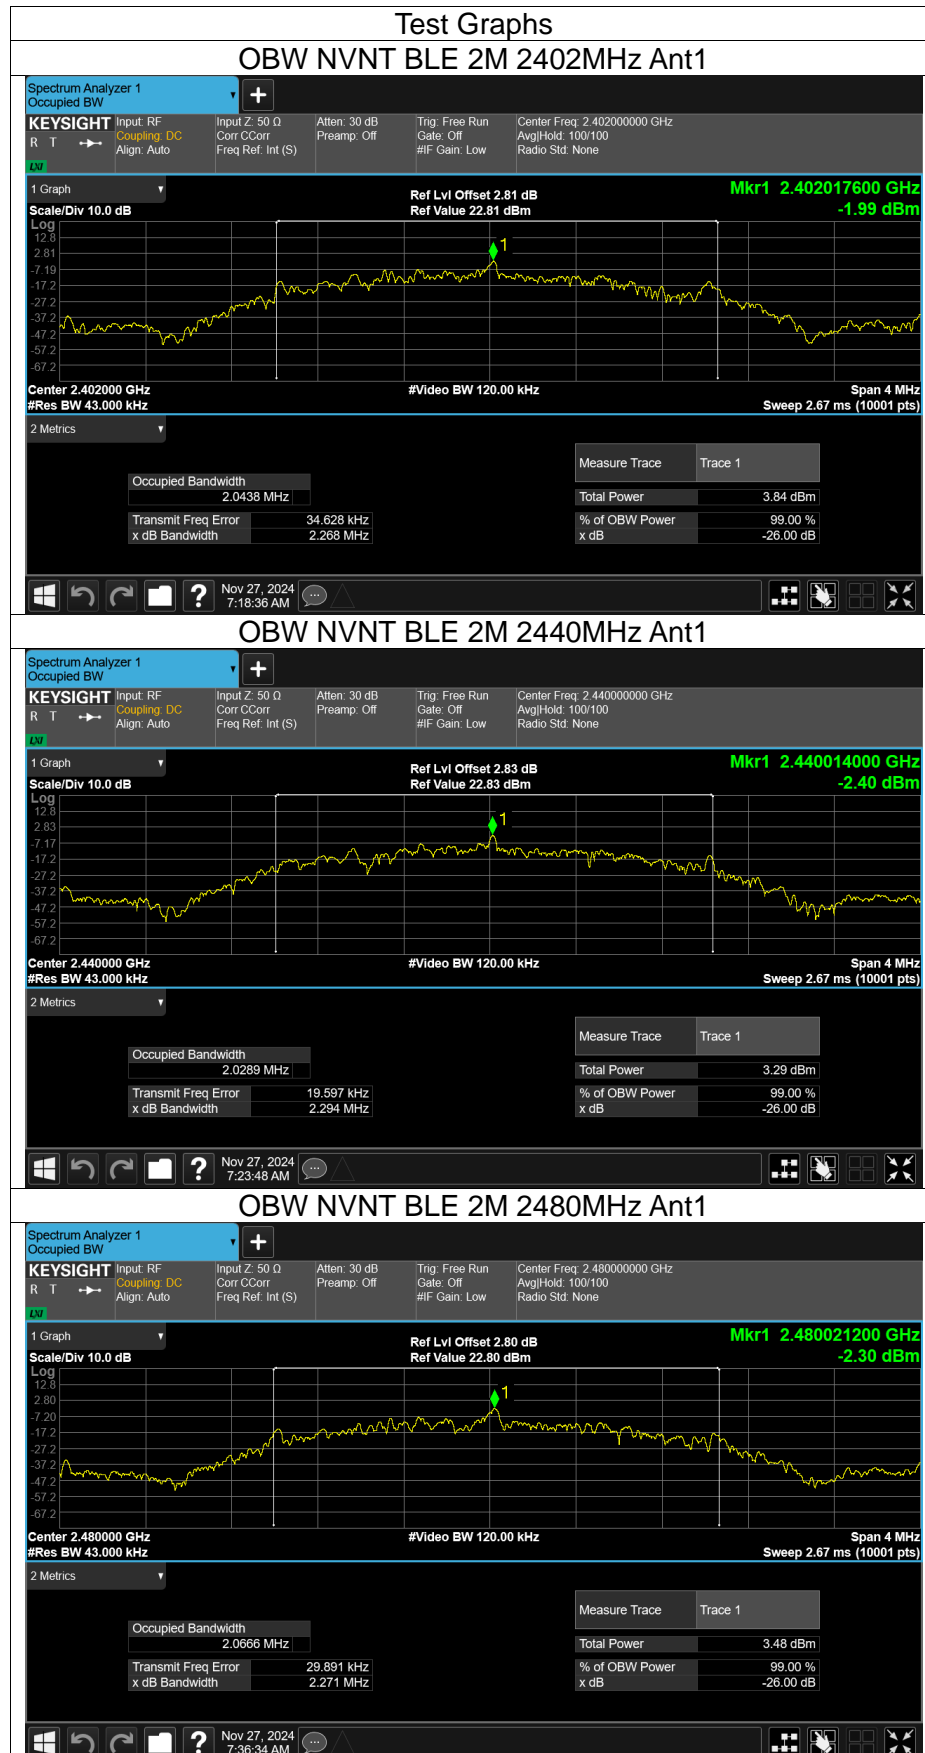 Test Graphs
OBW NVNT BLE 2M 2402MHz Ant1
Spectrum Analyzer 1
Occupied BW
+
KEYSIGHT Input: RF Input Z: 50 Ω Atten: 30 dB Trig: Free Run Center Freq: 2.402000000 GHz
R T Coupling: DC Corr CCorr Preamp: Off Gate: Off Avg|Hold: 100/100
Align: Auto Freq Ref: Int (S) #IF Gain: Low Radio Std: None
LXI
1 Graph Ref Lvl Offset 2.81 dB Mkr1 2.402017600 GHz
Scale/Div 10.0 dB Ref Value 22.81 dBm -1.99 dBm
Log
12.8
2.81
-7.19
-17.2
-27.2
-37.2
-47.2
-57.2
-67.2
1
Center 2.402000 GHz #Video BW 120.00 kHz Span 4 MHz
#Res BW 43.000 kHz Sweep 2.67 ms (10001 pts)
2 Metrics
Measure Trace Trace 1
Occupied Bandwidth
2.0438 MHz Total Power 3.84 dBm
Transmit Freq Error 34.628 kHz % of OBW Power 99.00 %
x dB Bandwidth 2.268 MHz x dB -26.00 dB
? Nov 27, 2024
7:18:36 AM
OBW NVNT BLE 2M 2440MHz Ant1
Spectrum Analyzer 1
Occupied BW
+
KEYSIGHT Input: RF Input Z: 50 Ω Atten: 30 dB Trig: Free Run Center Freq: 2.440000000 GHz
R T Coupling: DC Corr CCorr Preamp: Off Gate: Off Avg|Hold: 100/100
Align: Auto Freq Ref: Int (S) #IF Gain: Low Radio Std: None
LXI
1 Graph Ref Lvl Offset 2.83 dB Mkr1 2.440014000 GHz
Scale/Div 10.0 dB Ref Value 22.83 dBm -2.40 dBm
Log
12.8
2.83
-7.17
-17.2
-27.2
-37.2
-47.2
-57.2
-67.2
1
Center 2.440000 GHz #Video BW 120.00 kHz Span 4 MHz
#Res BW 43.000 kHz Sweep 2.67 ms (10001 pts)
2 Metrics
Measure Trace Trace 1
Occupied Bandwidth
2.0289 MHz Total Power 3.29 dBm
Transmit Freq Error 19.597 kHz % of OBW Power 99.00 %
x dB Bandwidth 2.294 MHz x dB -26.00 dB
? Nov 27, 2024
7:23:48 AM
OBW NVNT BLE 2M 2480MHz Ant1
Spectrum Analyzer 1
Occupied BW
+
KEYSIGHT Input: RF Input Z: 50 Ω Atten: 30 dB Trig: Free Run Center Freq: 2.480000000 GHz
R T Coupling: DC Corr CCorr Preamp: Off Gate: Off Avg|Hold: 100/100
Align: Auto Freq Ref: Int (S) #IF Gain: Low Radio Std: None
LXI
1 Graph Ref Lvl Offset 2.80 dB Mkr1 2.480021200 GHz
Scale/Div 10.0 dB Ref Value 22.80 dBm -2.30 dBm
Log
12.8
2.80
-7.20
-17.2
-27.2
-37.2
-47.2
-57.2
-67.2
1
Center 2.480000 GHz #Video BW 120.00 kHz Span 4 MHz
#Res BW 43.000 kHz Sweep 2.67 ms (10001 pts)
2 Metrics
Measure Trace Trace 1
Occupied Bandwidth
2.0666 MHz Total Power 3.48 dBm
Transmit Freq Error 29.891 kHz % of OBW Power 99.00 %
x dB Bandwidth 2.271 MHz x dB -26.00 dB
? Nov 27, 2024
7:36:34 AM